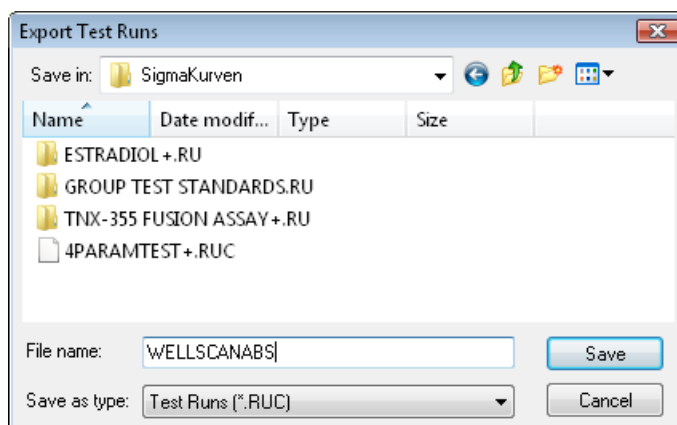 Export Test Runs
Save in: SigmaKurven
Name Date modif... Type Size
ESTRADIOL+.RU
GROUP TEST STANDARDS.RU
TNX-355 FUSION ASSAY+.RU
4PARAMTEST+.RUC
File name: WELLSCANABS Save
Save as type: Test Runs (*.RUC) Cancel